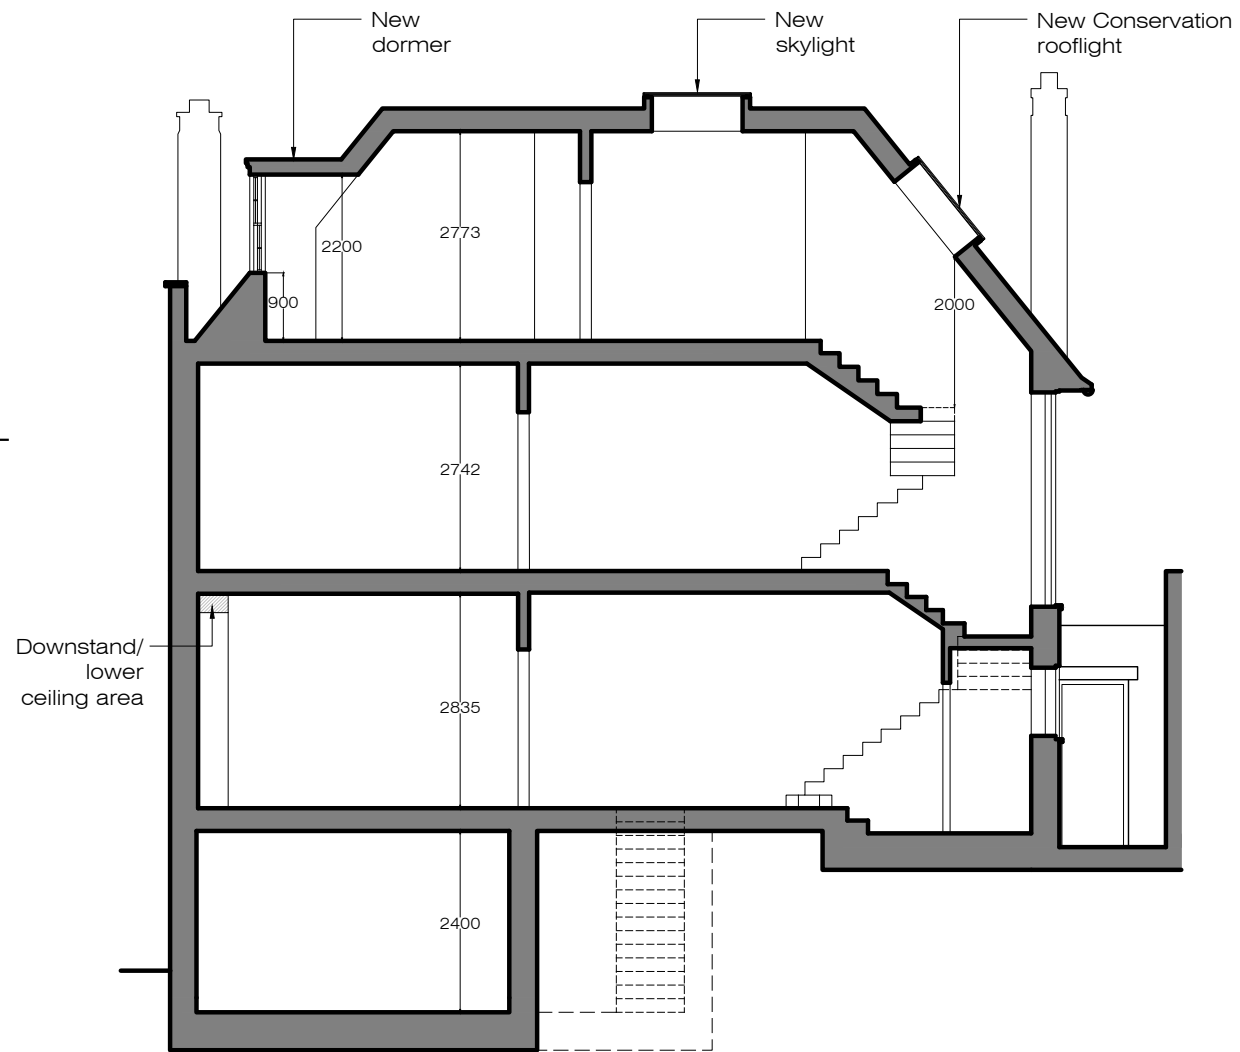 New
dormer
New
skylight
New Conservation
rooflight
2200
2773
900
2000
2742
Downstand/
lower
ceiling area
2835
2400